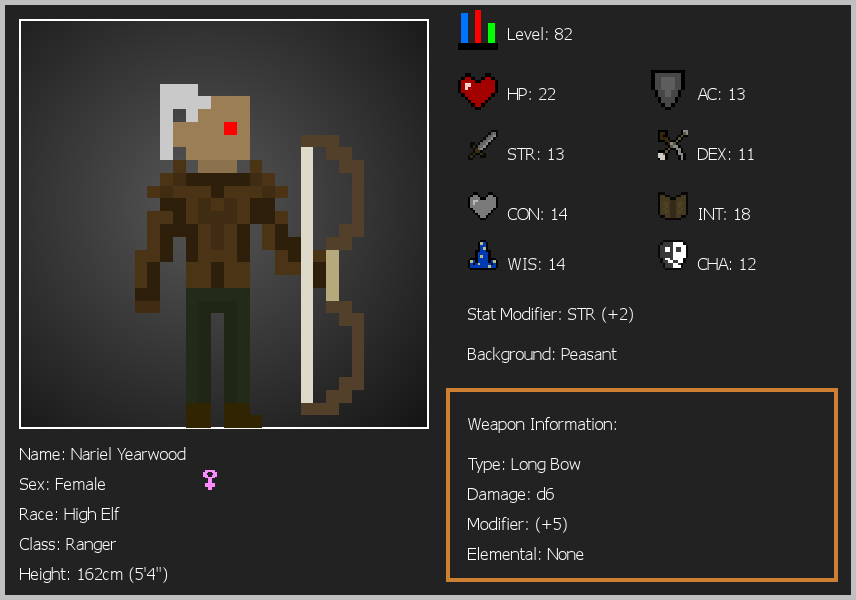 Level: 82
HP: 22
AC: 13
STR: 13
DEX: 11
CON: 14
INT: 18
WIS: 14
CHA: 12
Stat Modifier: STR (+2)
Background: Peasant
Weapon Information:
Type: Long Bow
Damage: d6
Modifier: (+5)
Elemental: None
Name: Nariel Yearwood
Sex: Female
Race: High Elf
Class: Ranger
Height: 162cm (5'4")